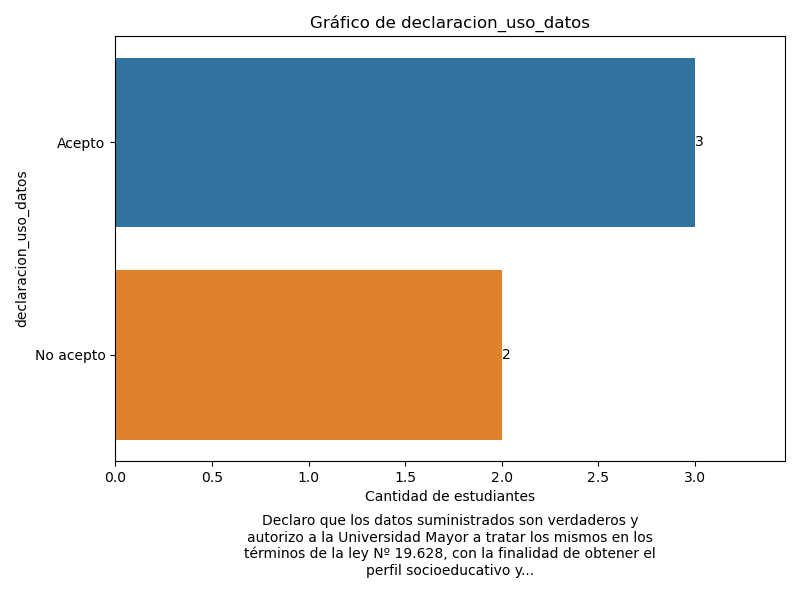 Gráfico de declaracion_uso_datos
declaracion_uso_datos
Acepto
3
No acepto
2
0.0 0.5 1.0 1.5 2.0 2.5 3.0
Cantidad de estudiantes
Declaro que los datos suministrados son verdaderos y
autorizo a la Universidad Mayor a tratar los mismos en los
términos de la ley Nº 19.628, con la finalidad de obtener el
perfil socioeducativo y...